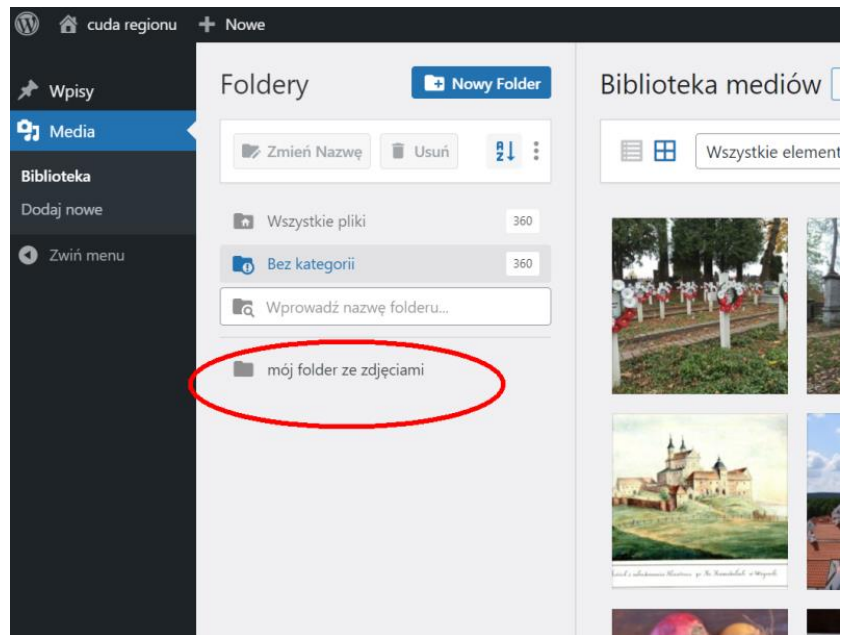 cuda regionu + Nowe
Wpisy
Media
Biblioteka
Dodaj nowe
Zwiń menu
Foldery
Nowy Folder
Zmień Nazwę
Usuń
Wszystkie pliki 360
Bez kategorii 360
Wprowadź nazwę folderu...
mój folder ze zdjęciami
Biblioteka mediów
Wszystkie element